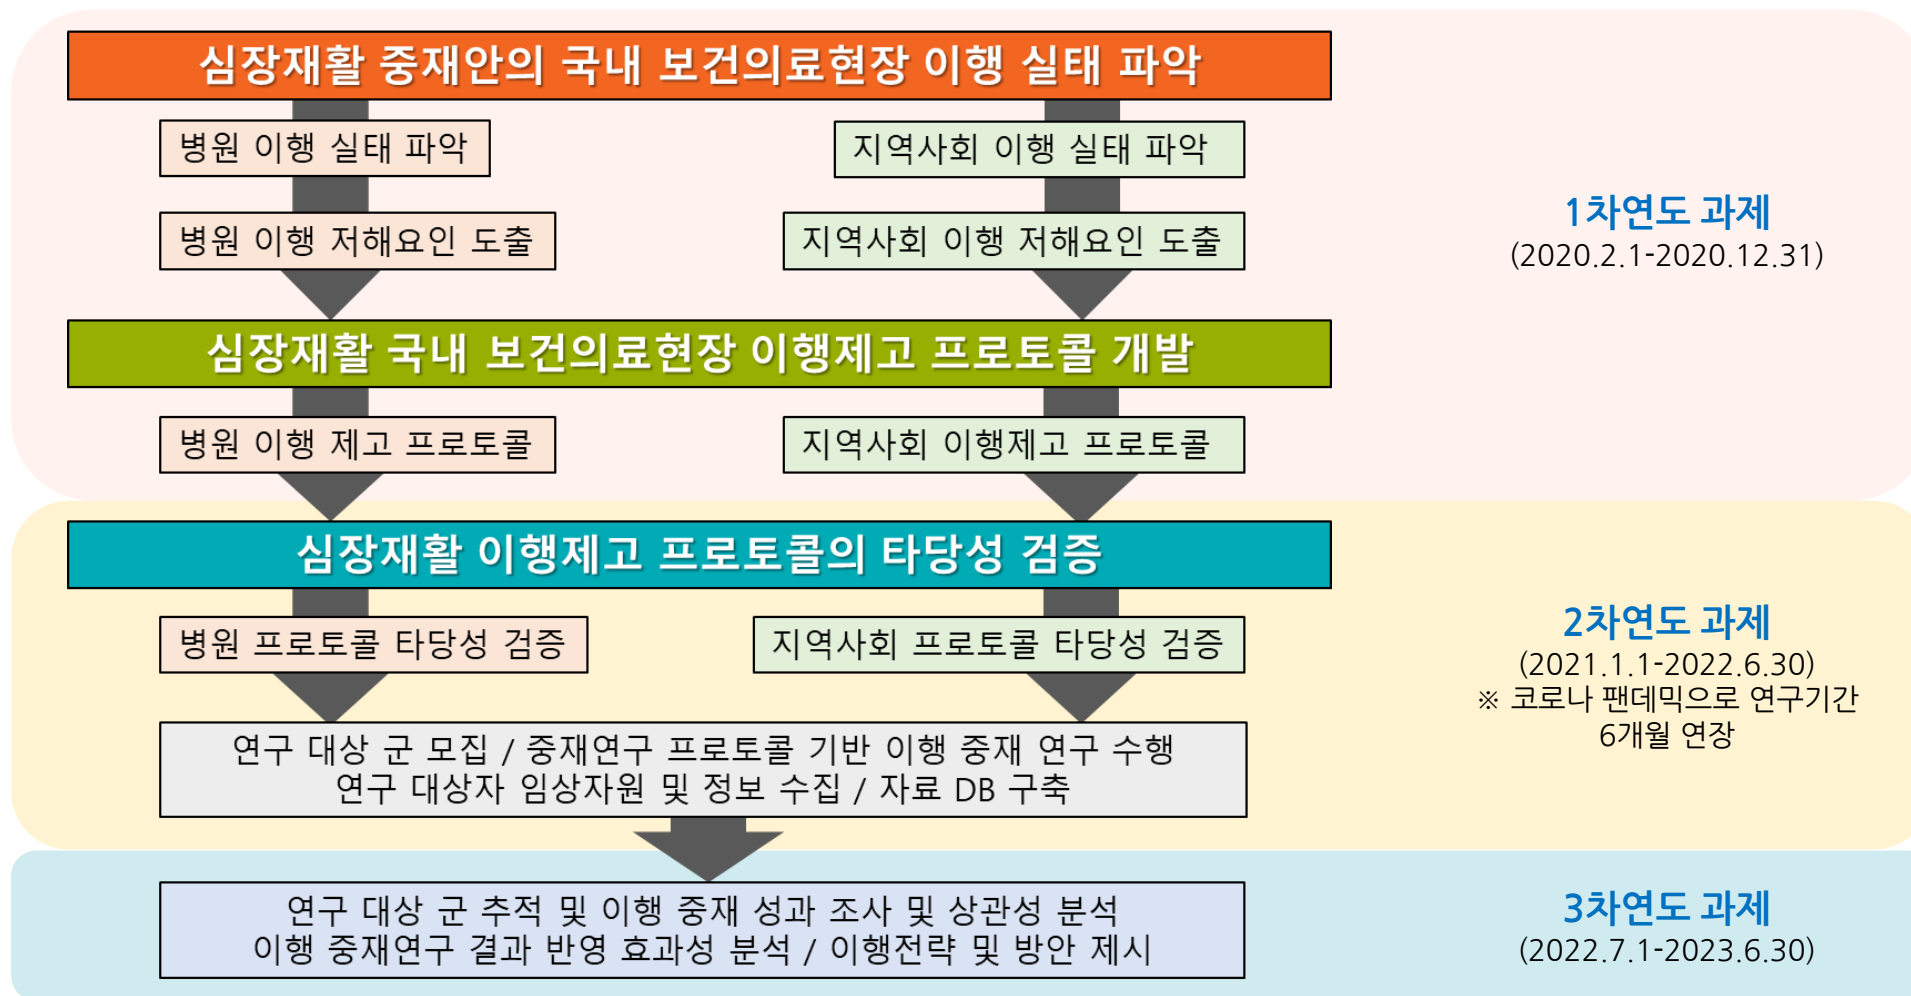 심장재활 중재안의 국내 보건의료현장 이행 실태 파악
병원 이행 실태 파악
지역사회 이행 실태 파악
병원 이행 저해요인 도출
지역사회 이행 저해요인 도출
1차연도 과제
(2020.2.1-2020.12.31)
심장재활 국내 보건의료현장 이행제고 프로토콜 개발
병원 이행 제고 프로토콜
지역사회 이행제고 프로토콜
심장재활 이행제고 프로토콜의 타당성 검증
병원 프로토콜 타당성 검증
지역사회 프로토콜 타당성 검증
2차연도 과제
(2021.1.1-2022.6.30)
※ 코로나 팬데믹으로 연구기간
6개월 연장
연구 대상 군 모집 / 중재연구 프로토콜 기반 이행 중재 연구 수행
연구 대상자 임상자원 및 정보 수집 / 자료 DB 구축
연구 대상 군 추적 및 이행 중재 성과 조사 및 상관성 분석
이행 중재연구 결과 반영 효과성 분석 / 이행전략 및 방안 제시
3차연도 과제
(2022.7.1-2023.6.30)